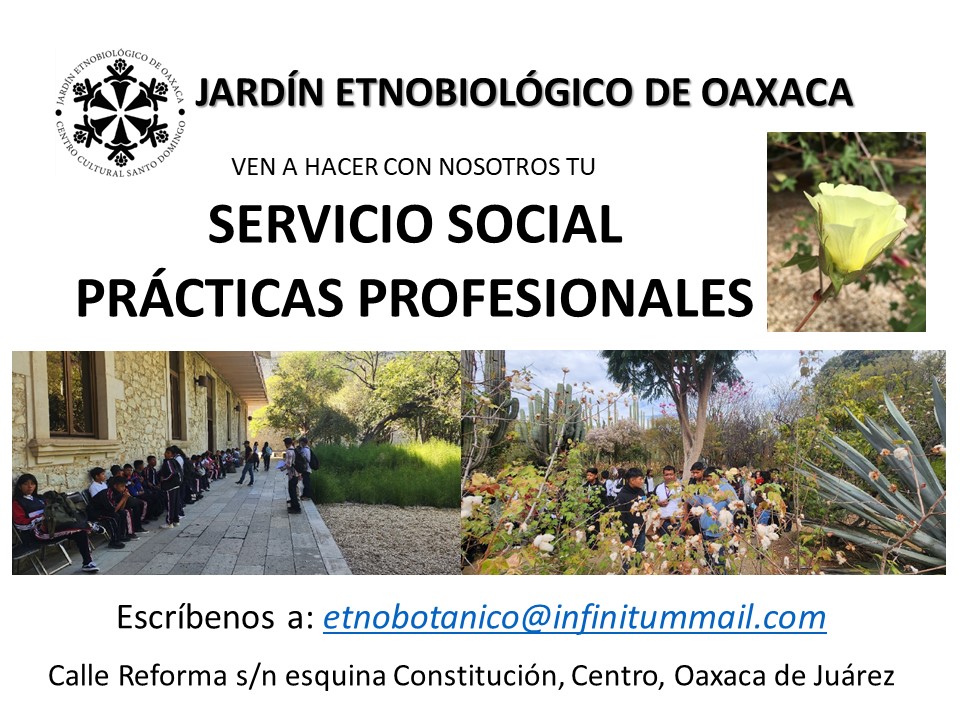 JARDÍN ETNOBIOLÓGICO DE OAXACA
CENTRO CULTURAL SANTO DOMINGO
JARDÍN ETNOBIOLÓGICO DE OAXACA
VEN A HACER CON NOSOTROS TU
SERVICIO SOCIAL
PRÁCTICAS PROFESIONALES
Escríbenos a: etnobotanico@infinitummail.com
Calle Reforma s/n esquina Constitución, Centro, Oaxaca de Juárez